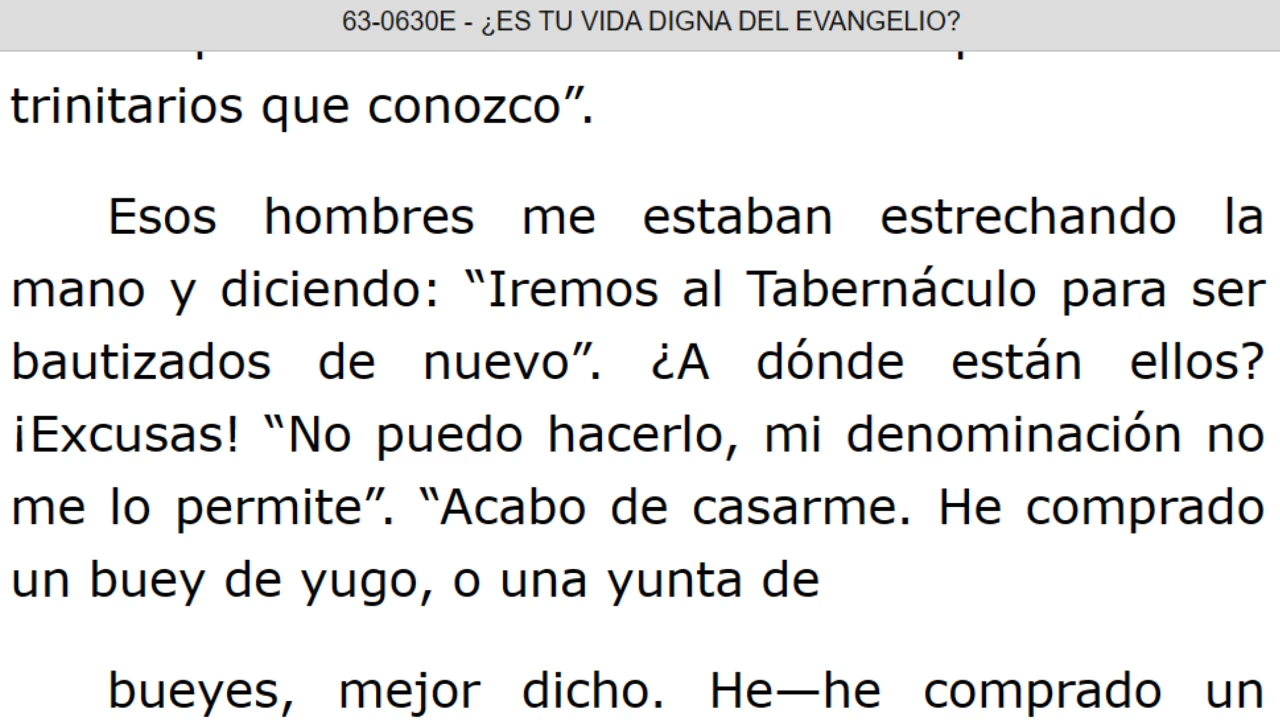 63-0630E - ¿ES TU VIDA DIGNA DEL EVANGELIO?
trinitarios que conozco”.
Esos hombres me estaban estrechando la
mano y diciendo: “Iremos al Tabernáculo para ser
bautizados de nuevo”. ¿A dónde están ellos?
¡Excusas! “No puedo hacerlo, mi denominación no
me lo permite”. “Acabo de casarme. He comprado
un buey de yugo, o una yunta de
bueyes, mejor dicho. He—he comprado un